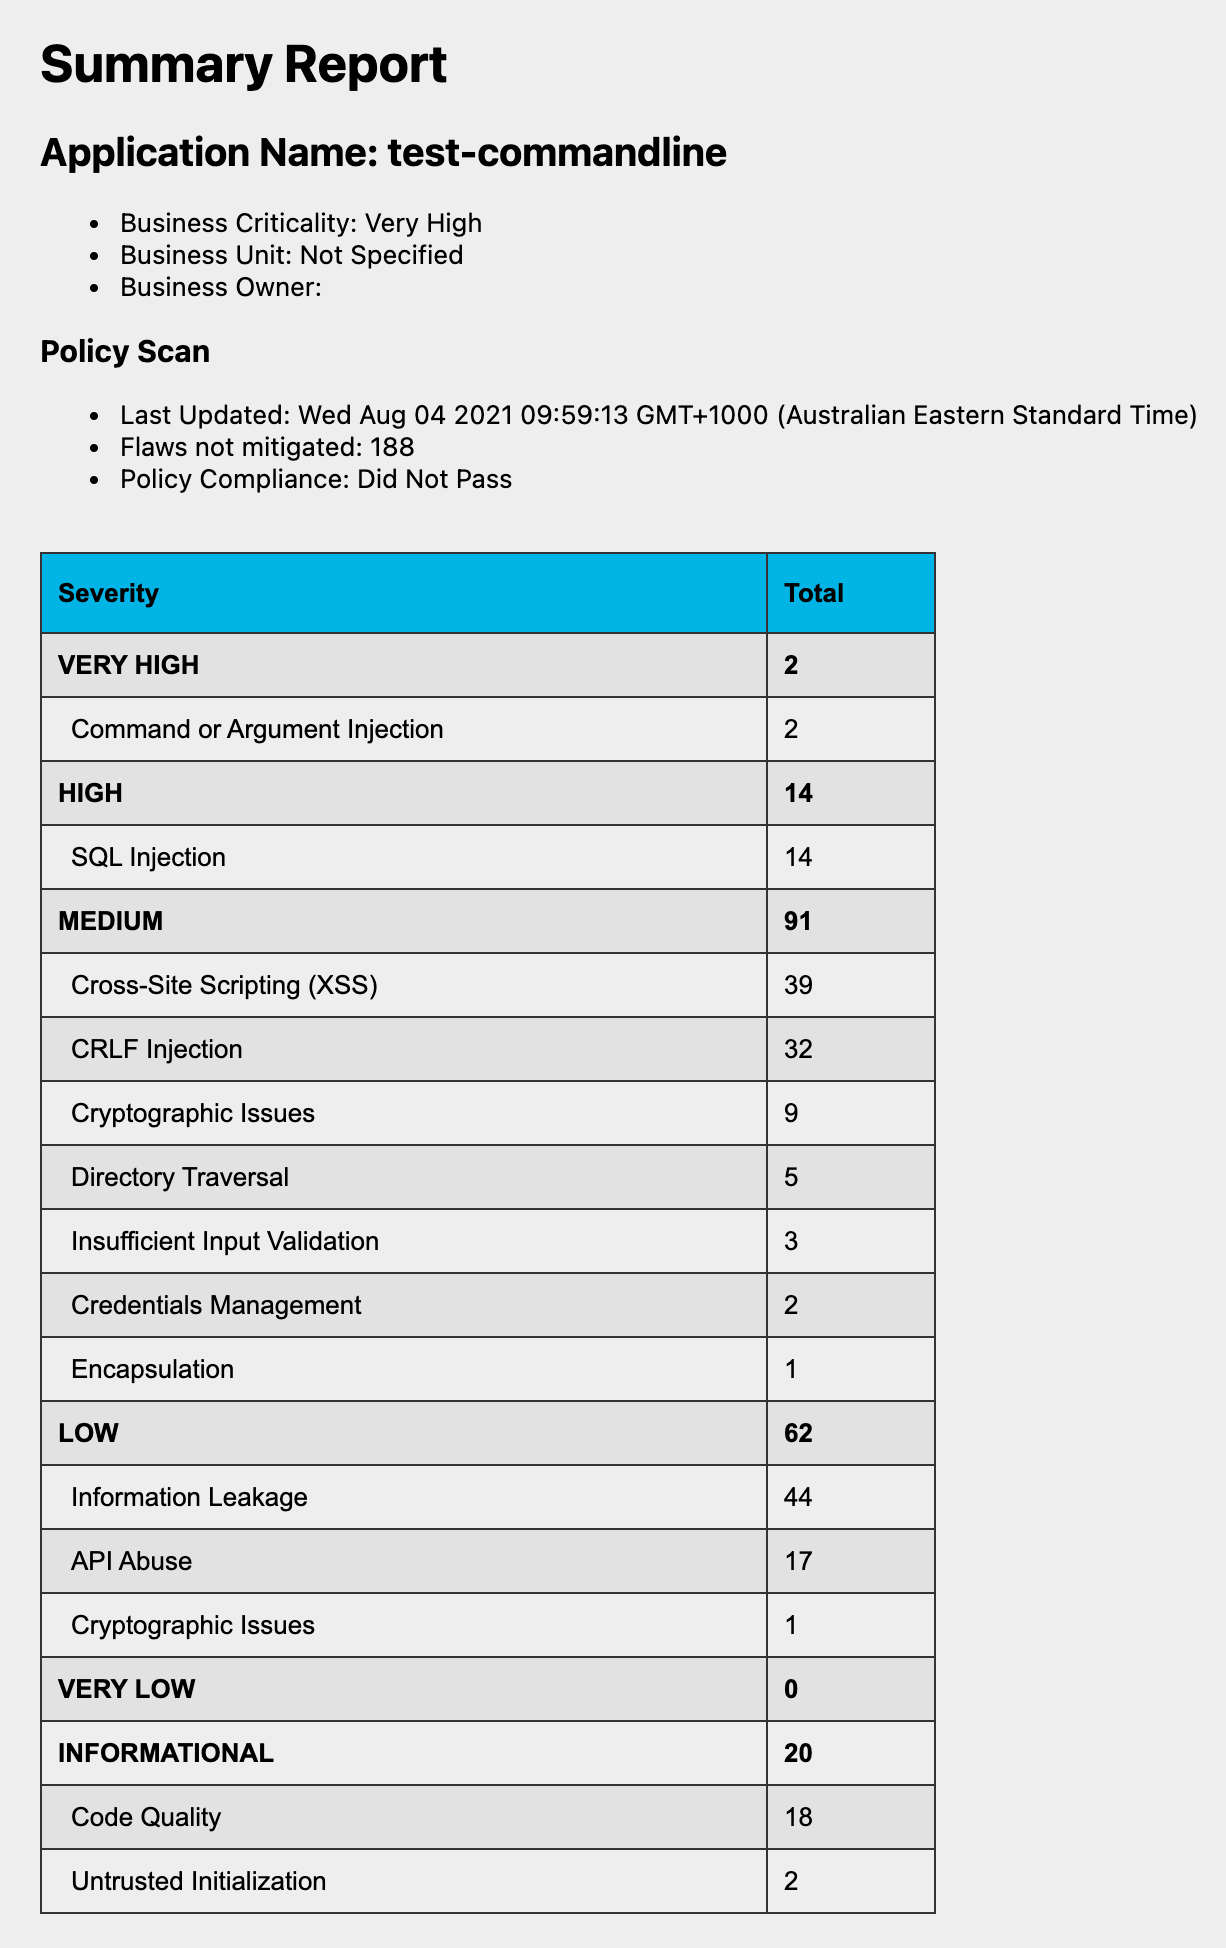 Summary Report
Application Name: test-commandline
• Business Criticality: Very High
• Business Unit: Not Specified
• Business Owner:
Policy Scan
• Last Updated: Wed Aug 04 2021 09:59:13 GMT+1000 (Australian Eastern Standard Time)
• Flaws not mitigated: 188
• Policy Compliance: Did Not Pass
Severity Total
VERY HIGH 2
Command or Argument Injection 2
HIGH 14
SQL Injection 14
MEDIUM 91
Cross-Site Scripting (XSS) 39
CRLF Injection 32
Cryptographic Issues 9
Directory Traversal 5
Insufficient Input Validation 3
Credentials Management 2
Encapsulation 1
LOW 62
Information Leakage 44
API Abuse 17
Cryptographic Issues 1
VERY LOW 0
INFORMATIONAL 20
Code Quality 18
Untrusted Initialization 2